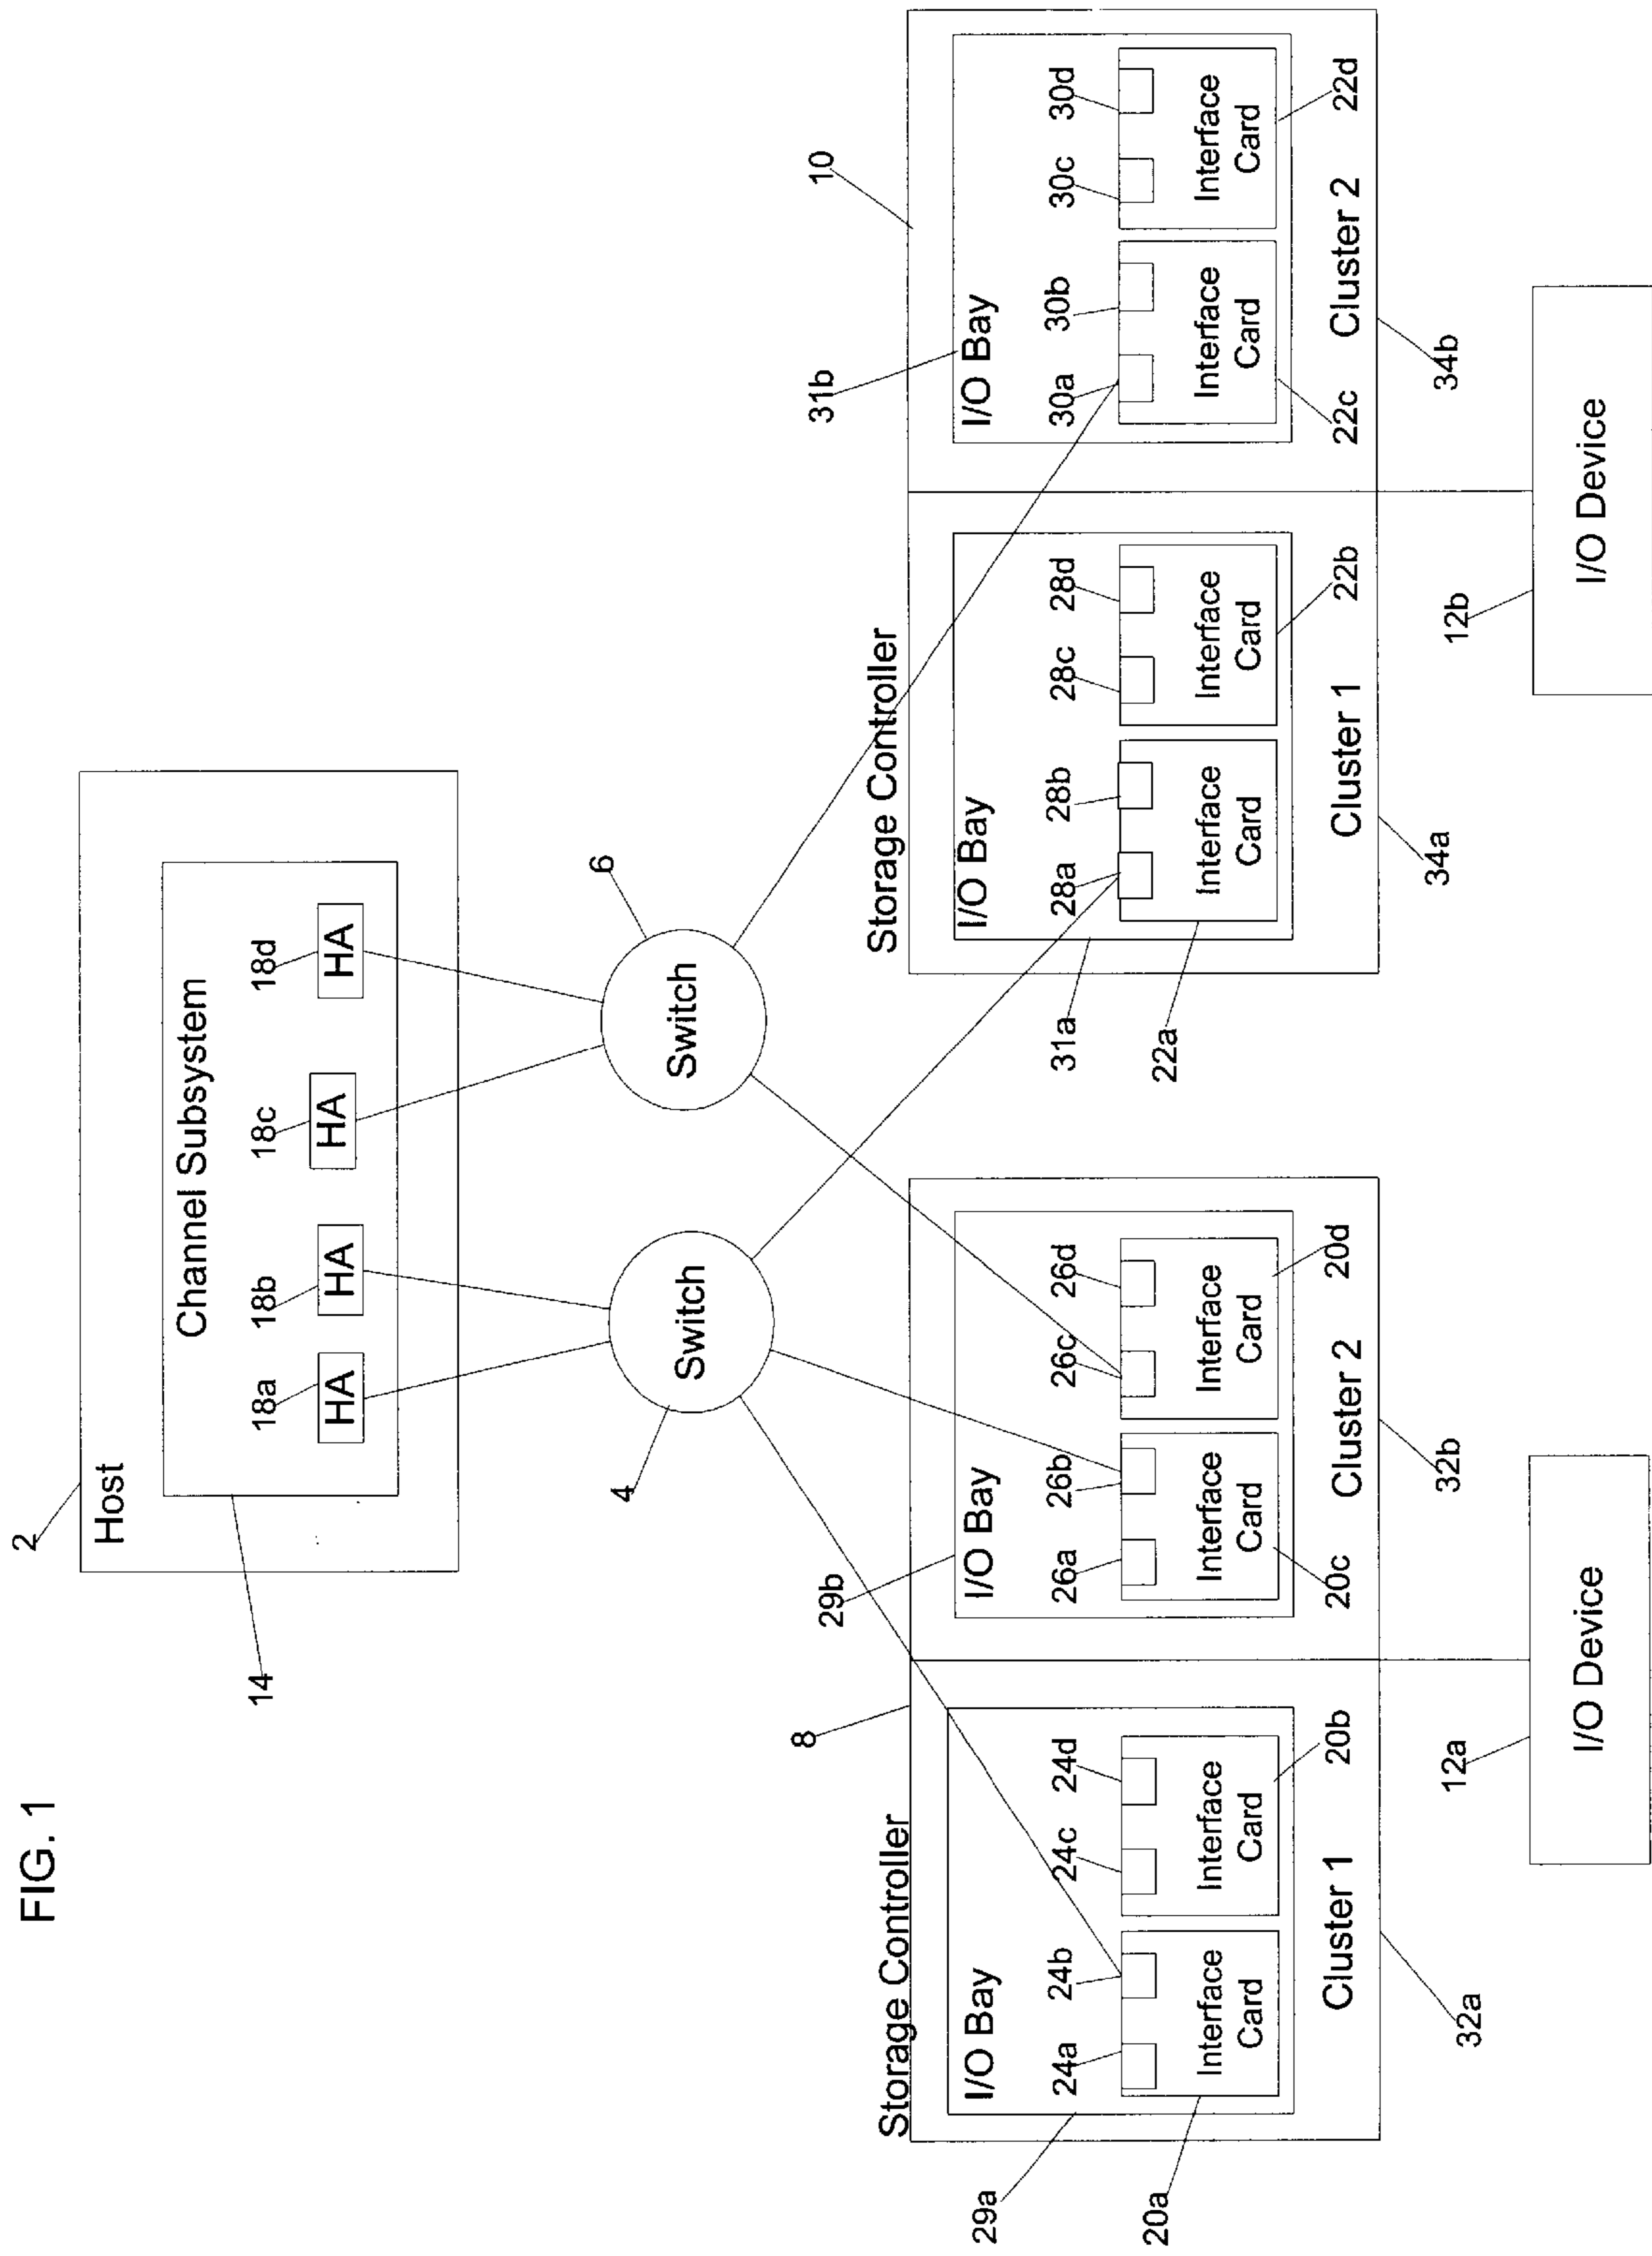 FIG. 1
2
Host
14
Channel Subsystem
18a
18b
18c
18d
HA
HA
HA
HA
4
Switch
6
Switch
Storage Controller
8
29a
I/O Bay
24a
24b
24c
24d
Interface
Card
Interface
Card
20a
20b
Cluster 1
32a
29b
I/O Bay
26a
26b
26c
26d
Interface
Card
Interface
Card
20c
20d
Cluster 2
32b
12a
I/O Device
Storage Controller
10
31a
I/O Bay
28a
28b
28c
28d
Interface
Card
Interface
Card
22a
22b
Cluster 1
34a
31b
I/O Bay
30a
30b
30c
30d
Interface
Card
Interface
Card
22c
22d
Cluster 2
34b
12b
I/O Device